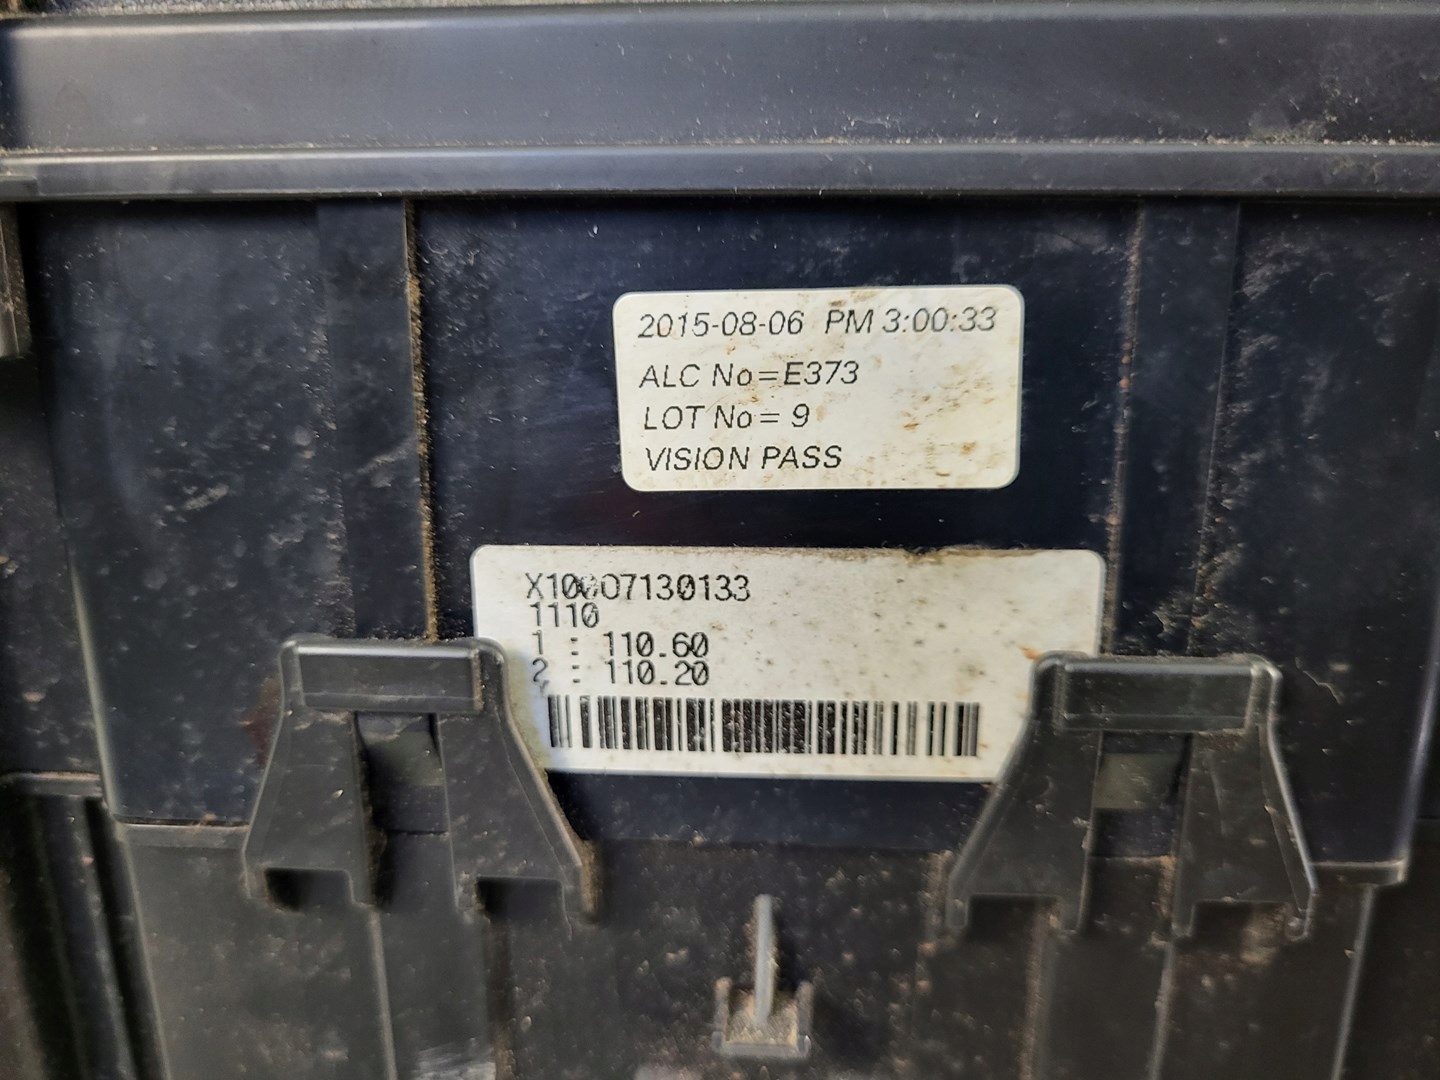 2015-08-06 PM 3:00:33
ALC No=E373
LOT No= 9
VISION PASS
1110
1 : 110.60
2 : 110.20